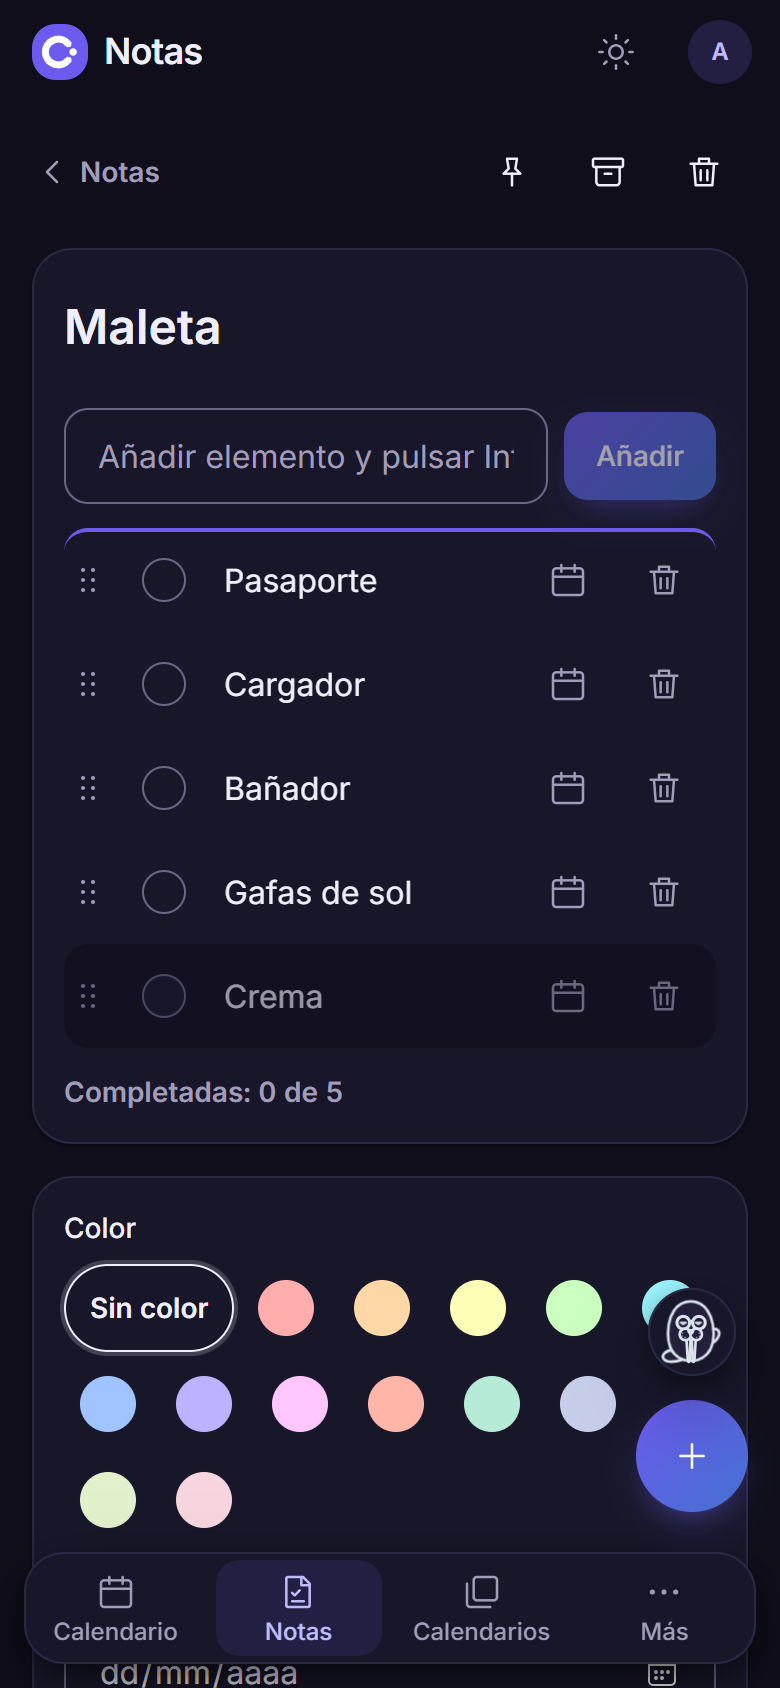 Notas
A
Notas
Maleta
Añadir elemento y pulsar In
Añadir
Pasaporte
Cargador
Bañador
Gafas de sol
Crema
Completadas: 0 de 5
Color
Sin color
Calendario
Notas
Calendarios
Más
dd/mm/aaaa